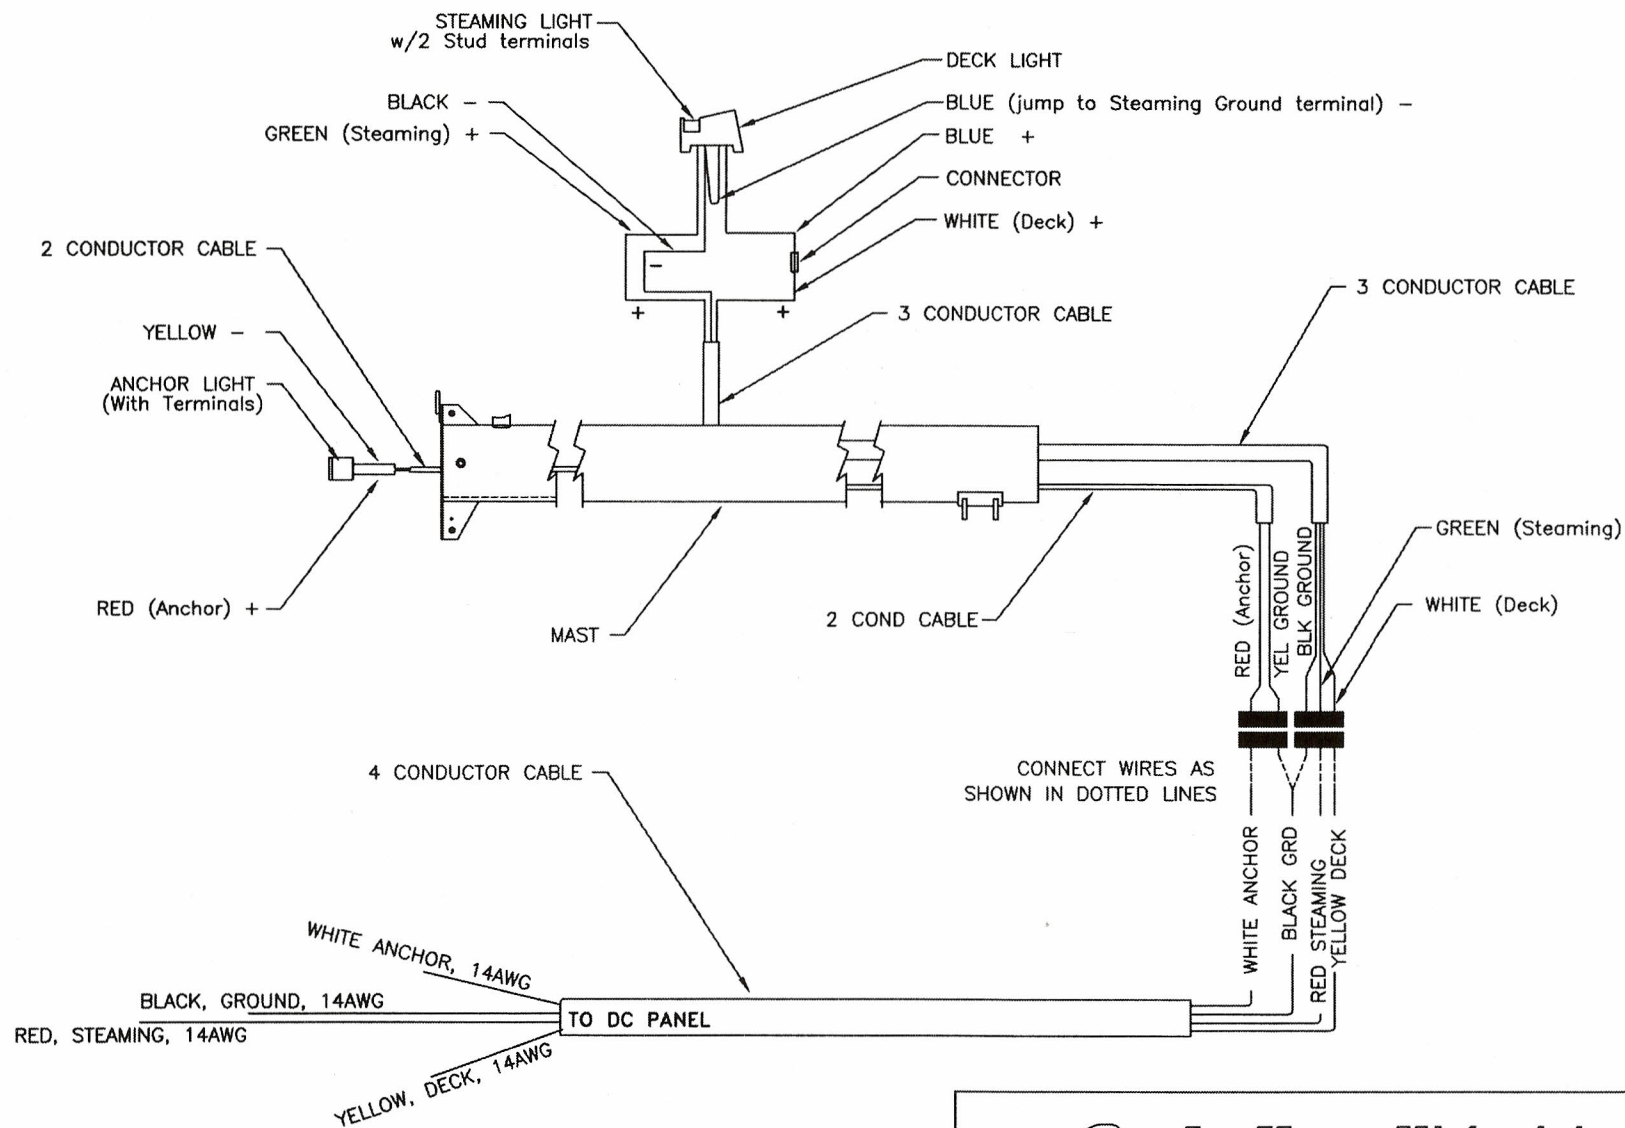 STEAMING LIGHT
w/2 Stud terminals
DECK LIGHT
BLACK -
BLUE (jump to Steaming Ground terminal) -
GREEN (Steaming) +
BLUE +
CONNECTOR
WHITE (Deck) +
2 CONDUCTOR CABLE
-
3 CONDUCTOR CABLE
+ +
3 CONDUCTOR CABLE
YELLOW -
ANCHOR LIGHT
(With Terminals)
GREEN (Steaming)
RED (Anchor)
YEL GROUND
BLK GROUND
WHITE (Deck)
RED (Anchor) +
MAST
2 COND CABLE
4 CONDUCTOR CABLE
CONNECT WIRES AS
SHOWN IN DOTTED LINES
WHITE ANCHOR
BLACK GRD
RED STEAMING
YELLOW DECK
WHITE ANCHOR, 14AWG
BLACK, GROUND, 14AWG
RED, STEAMING, 14AWG
YELLOW, DECK, 14AWG
TO DC PANEL